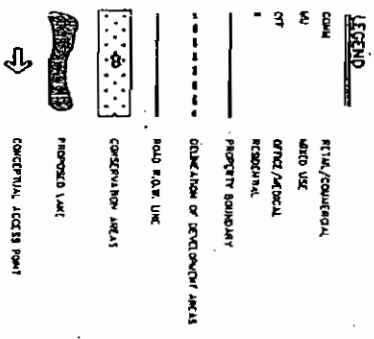 LEGEND
COMM RETAIL/COMMERCIAL
MU MIXED USE
OFF OFFICE/MEDICAL
R RESIDENTIAL
PROPERTY BOUNDARY
DELINEATION OF DEVELOPMENT AREAS
ROAD R.O.W. LINE
CONSERVATION AREAS
PROPOSED LAKE
CONCEPTUAL ACCESS POINT